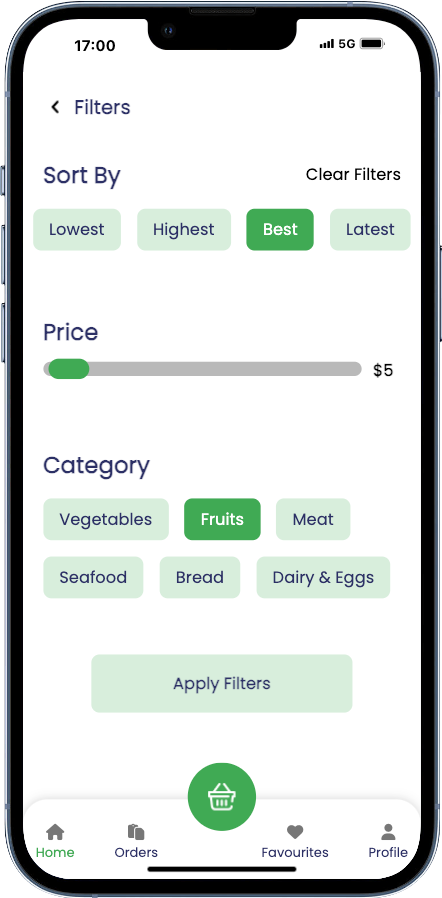 17:00 5G
Filters
Sort By Clear Filters
Lowest Highest Best Latest
Price
$5
Category
Vegetables Fruits Meat
Seafood Bread Dairy & Eggs
Apply Filters
Home Orders Favourites Profile